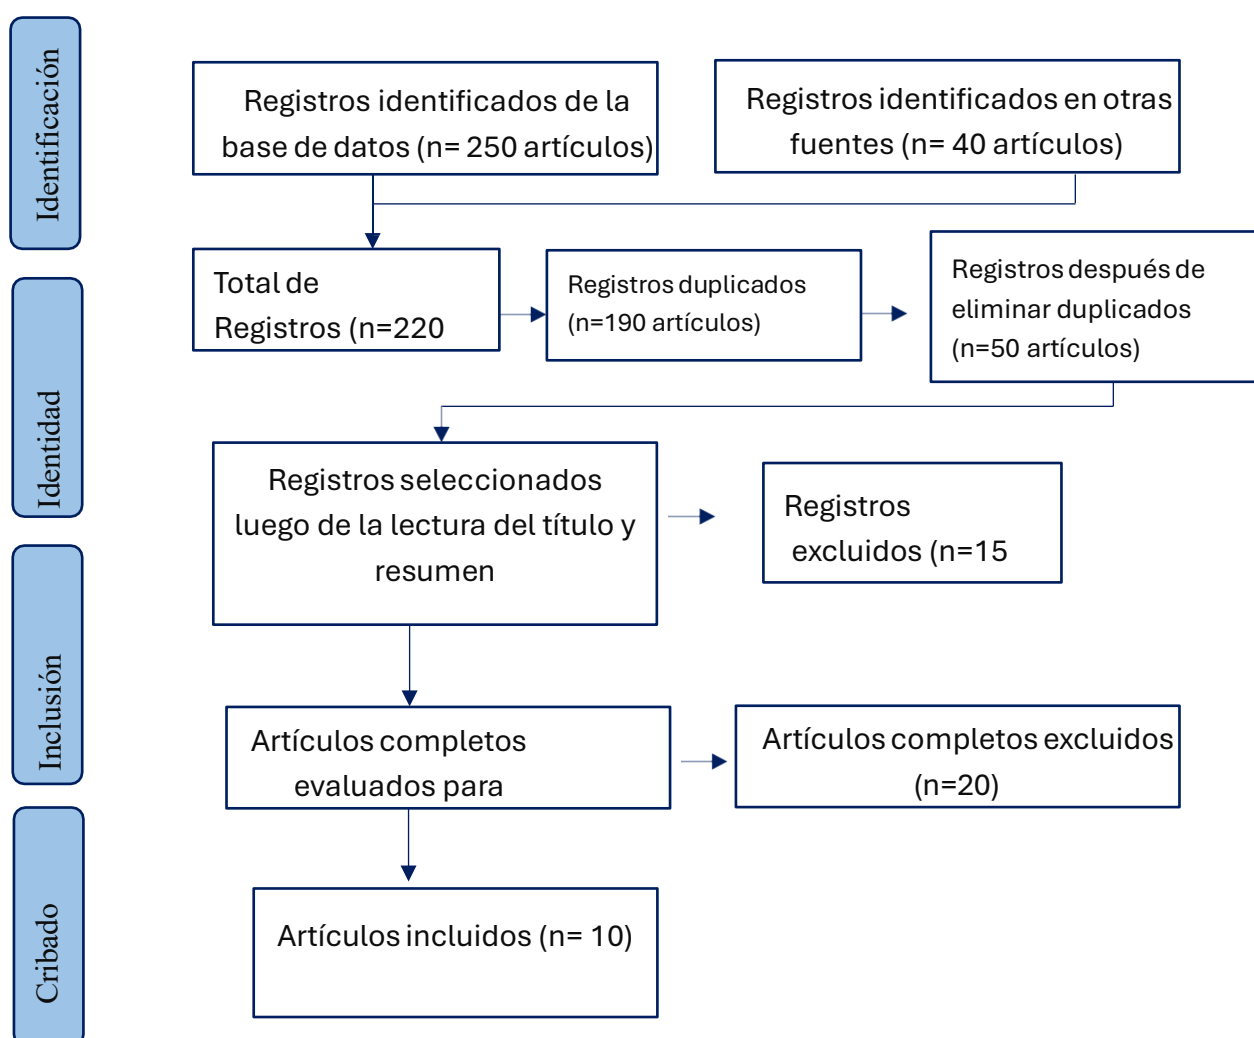 Identificación
Registros identificados de la
base de datos (n= 250 artículos)
Registros identificados en otras
fuentes (n= 40 artículos)
Total de
Registros (n=220
Registros duplicados
(n=190 artículos)
Registros después de
eliminar duplicados
(n=50 artículos)
Identidad
Registros seleccionados
luego de la lectura del título y
resumen
Registros
excluidos (n=15
Inclusión
Artículos completos
evaluados para
Artículos completos excluidos
(n=20)
Cribado
Artículos incluidos (n= 10)